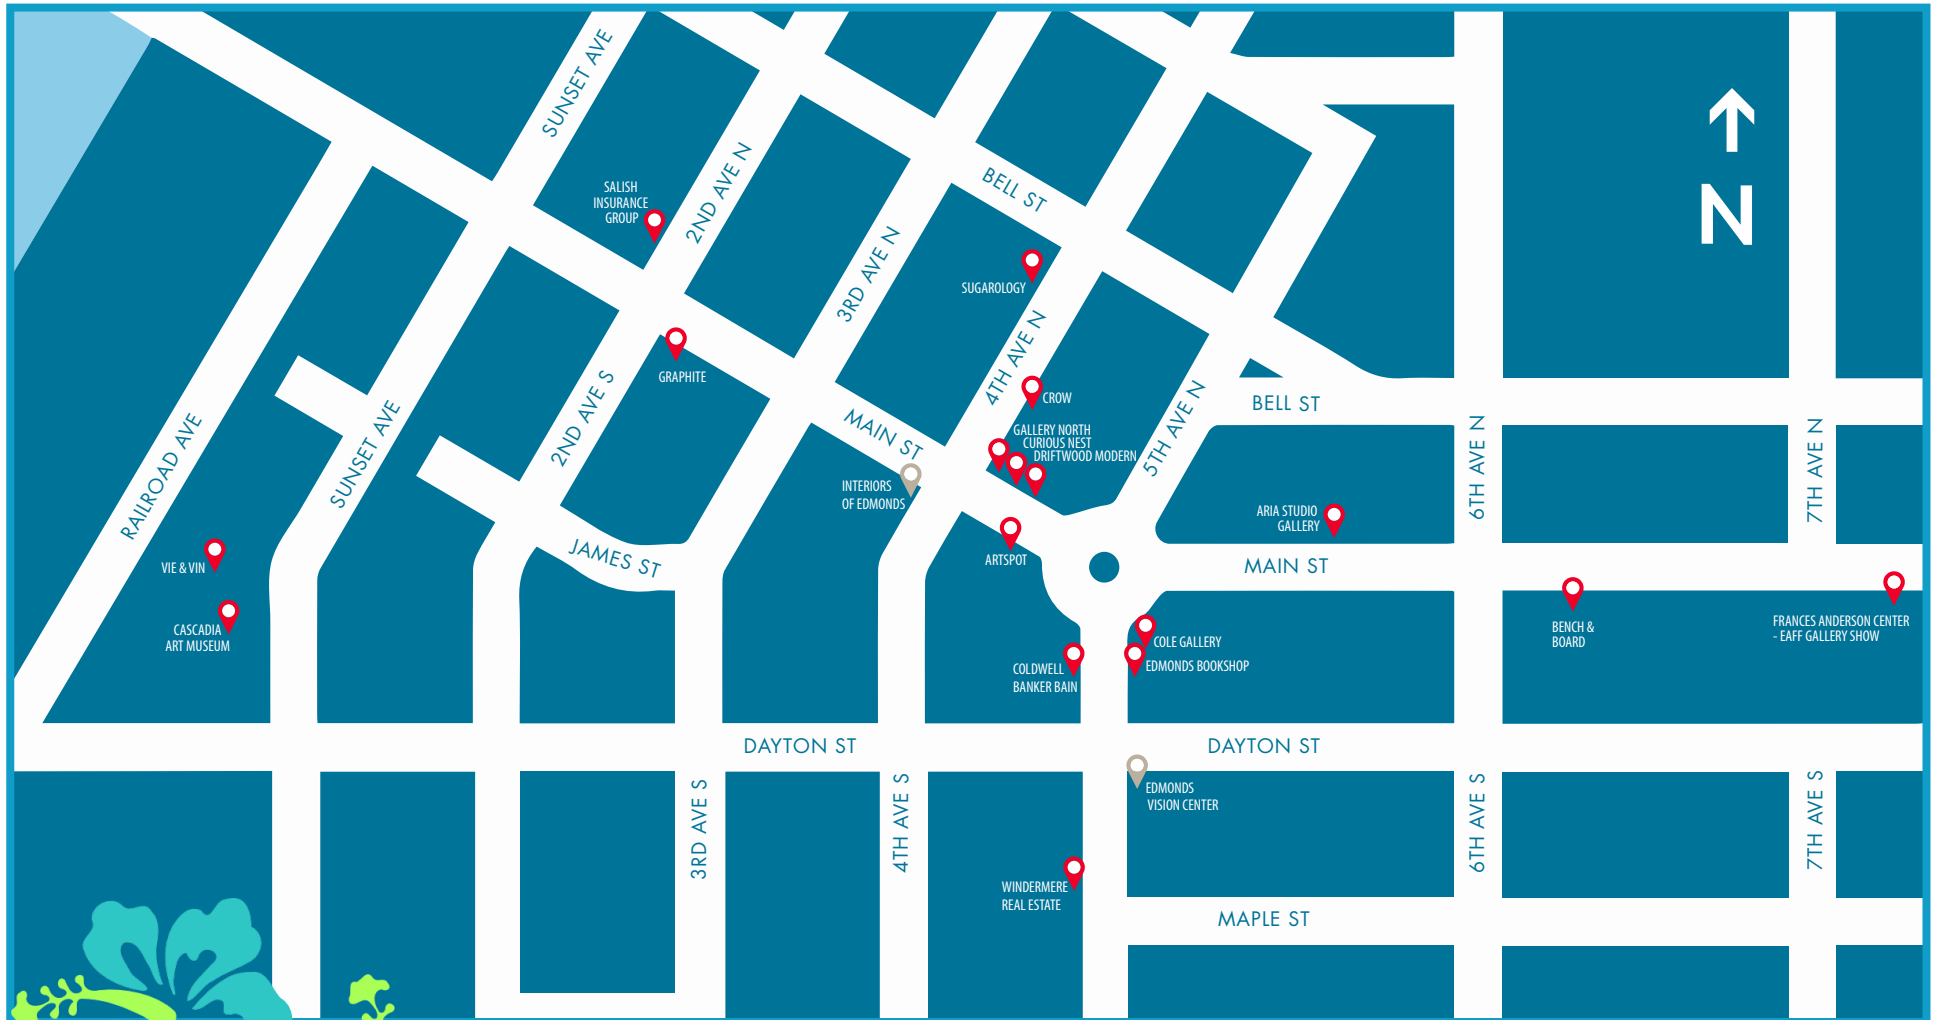 SUNSET AVE
2ND AVE N
N
SALISH
INSURANCE
GROUP
BELL ST
3RD AVE N
SUGAROLOGY
4TH AVE N
GRAPHITE
2ND AVE S
CROW
5TH AVE N
BELL ST
MAIN ST
GALLERY NORTH
CURIOUS NEST
DRIFTWOOD MODERN
RAILROAD AVE
SUNSET AVE
6TH AVE N
7TH AVE N
INTERIORS
OF EDMONDS
ARIA STUDIO
GALLERY
JAMES ST
ARTSPOT
MAIN ST
VIE & VIN
CASCADIA
ART MUSEUM
BENCH &
BOARD
FRANCES ANDERSON CENTER
- EAFF GALLERY SHOW
COLE GALLERY
EDMONDS BOOKSHOP
COLDWELL
BANKER BAIN
DAYTON ST
DAYTON ST
EDMONDS
VISION CENTER
3RD AVE S
4TH AVE S
6TH AVE S
7TH AVE S
WINDERMERE
REAL ESTATE
MAPLE ST